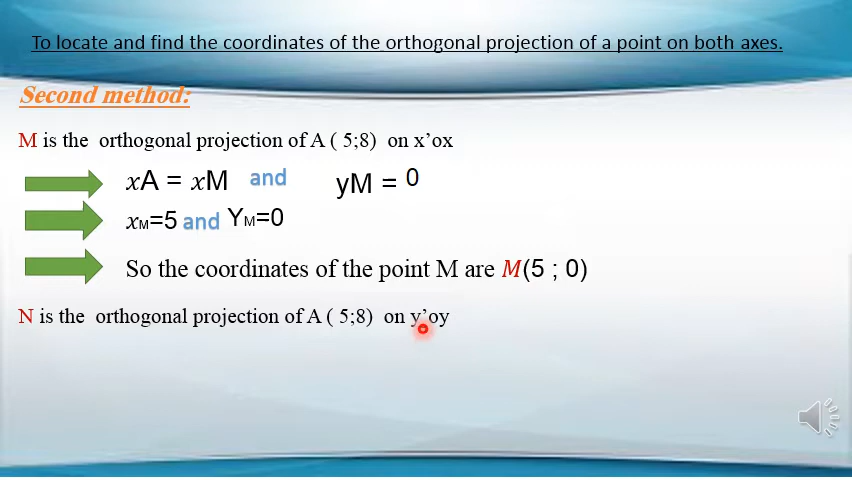 To locate and find the coordinates of the orthogonal projection of a point on both axes.
Second method:
M is the orthogonal projection of A ( 5;8) on x’ox
xA = xM and yM = 0
xM=5 and YM=0
So the coordinates of the point M are M(5 ; 0)
N is the orthogonal projection of A ( 5;8) on y’oy